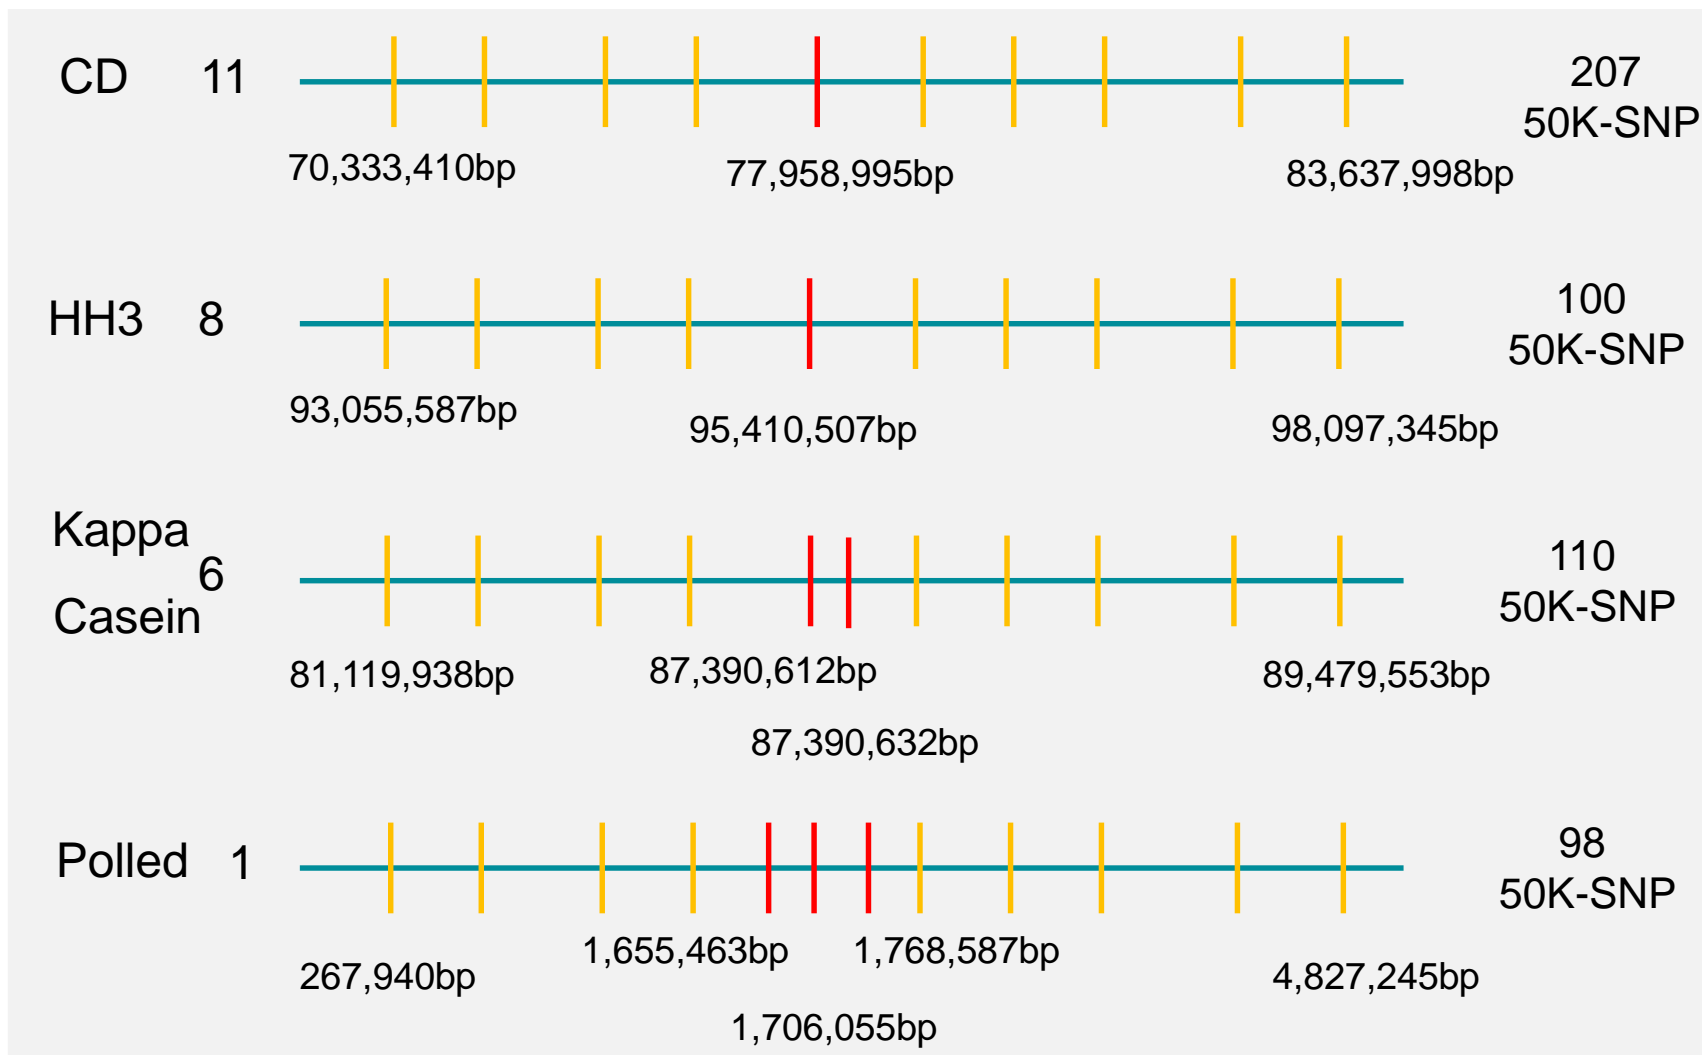 CD 11
207
50K-SNP
70,333,410bp
77,958,995bp
83,637,998bp
HH3 8
100
50K-SNP
93,055,587bp
95,410,507bp
98,097,345bp
Kappa
6
Casein
110
50K-SNP
81,119,938bp
87,390,612bp
89,479,553bp
87,390,632bp
Polled 1
98
50K-SNP
267,940bp
1,655,463bp
1,768,587bp
4,827,245bp
1,706,055bp